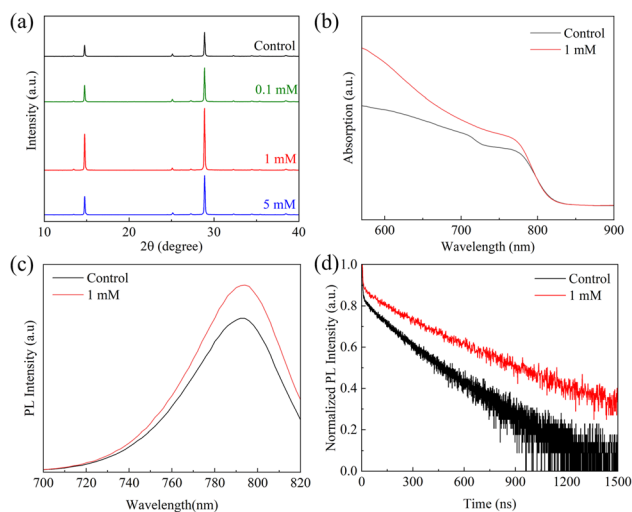 (a)
Control
0.1 mM
1 mM
5 mM
Intensity (a.u.)
10 20 30 40
2θ (degree)
(b)
Control
1 mM
Absorption (a.u.)
600 700 800 900
Wavelength (nm)
(c)
Control
1 mM
PL Intensity (a.u)
700 720 740 760 780 800 820
Wavelength(nm)
(d)
Control
1 mM
Normalized PL Intensity (a.u.)
1.0
0.8
0.6
0.4
0.2
0.0
0 300 600 900 1200 1500
Time (ns)